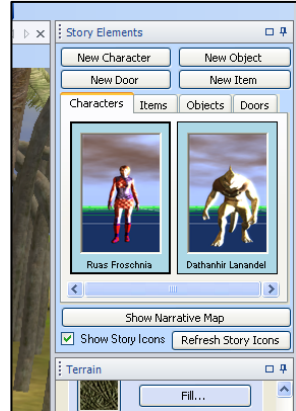 Story Elements
New Character New Object
New Door New Item
Characters Items Objects Doors
Ruas Froschnia Dathanhir Lanandel
Show Narrative Map
Show Story Icons Refresh Story Icons
Terrain
Fill...